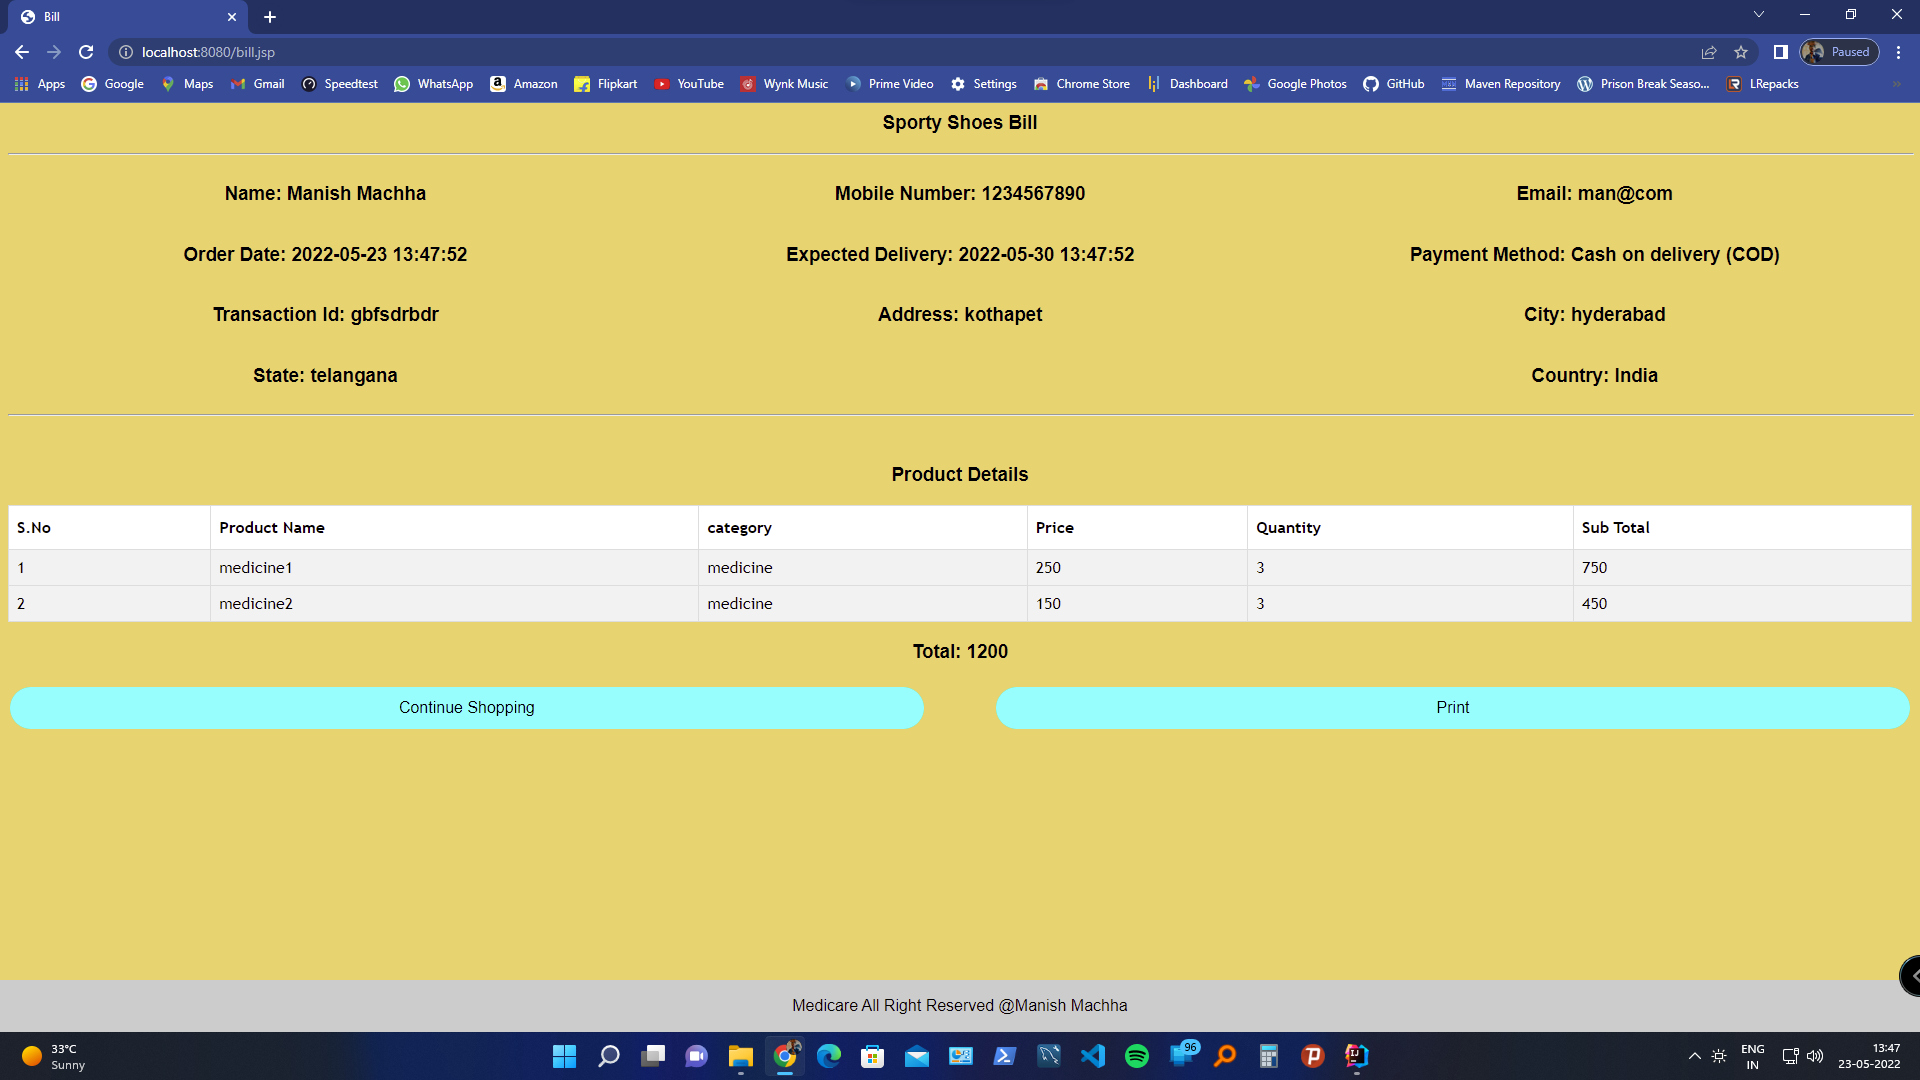 Bill
localhost:8080/bill.jsp
Paused
Apps Google Maps Gmail Speedtest WhatsApp Amazon Flipkart YouTube Wynk Music Prime Video Settings Chrome Store Dashboard Google Photos GitHub Maven Repository Prison Break Seaso... LRepacks
Sporty Shoes Bill
Name: Manish Machha Mobile Number: 1234567890 Email: man@com
Order Date: 2022-05-23 13:47:52 Expected Delivery: 2022-05-30 13:47:52 Payment Method: Cash on delivery (COD)
Transaction Id: gbfsdrbdr Address: kothapet City: hyderabad
State: telangana Country: India
Product Details
S.No Product Name category Price Quantity Sub Total
1 medicine1 medicine 250 3 750
2 medicine2 medicine 150 3 450
Total: 1200
Continue Shopping Print
Medicare All Right Reserved @Manish Machha
33°C
Sunny
96
ENG
IN
13:47
23-05-2022